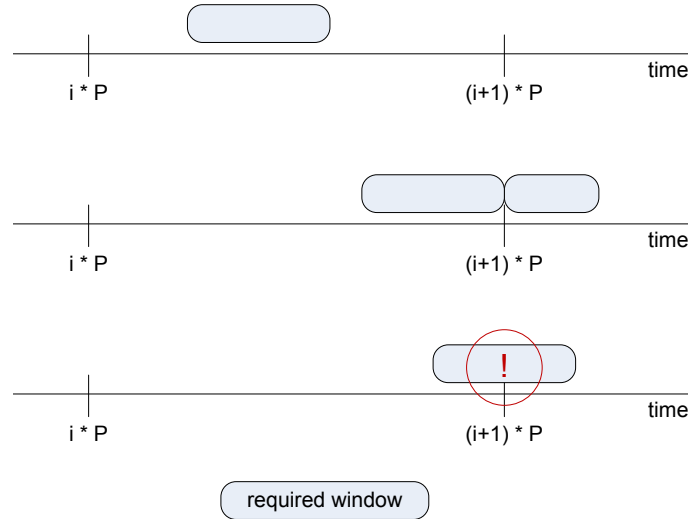 time
i * P
(i+1) * P
time
i * P
(i+1) * P
!
time
i * P
(i+1) * P
required window